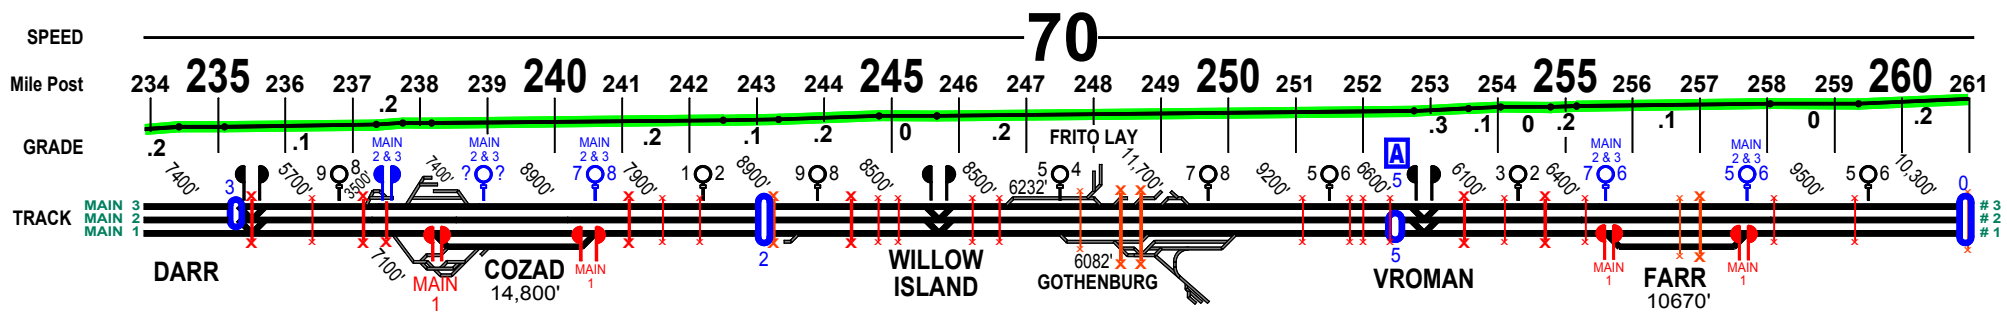 SPEED 70
Mile Post 234 235 236 237 238 239 240 241 242 243 244 245 246 247 248 249 250 251 252 253 254 255 256 257 258 259 260 261
GRADE .2 .1 .2 .2 .1 .2 0 .2 .3 .1 0 .2 .1 0 .2
FRITO LAY
MAIN 2 & 3
MAIN 2 & 3
MAIN 2 & 3
A
MAIN 2 & 3
MAIN 2 & 3
7400' 5700' 9 8 3500' 7400' ? ? 8900' 7 8 7900' 1 2 8900' 9 8 8500' 8500' 5 4 11,700' 7 8 9200' 5 6 6600' 5 6100' 3 2 6400' 7 6 5 6 9500' 5 6 10,300'
3 6232' 0
TRACK
MAIN 3 # 3
MAIN 2 # 2
MAIN 1 # 1
7100' 2 6082' 5
DARR
MAIN 1
COZAD
14,800'
MAIN 1
WILLOW
ISLAND
GOTHENBURG
VROMAN
MAIN 1
FARR
10670'
MAIN 1